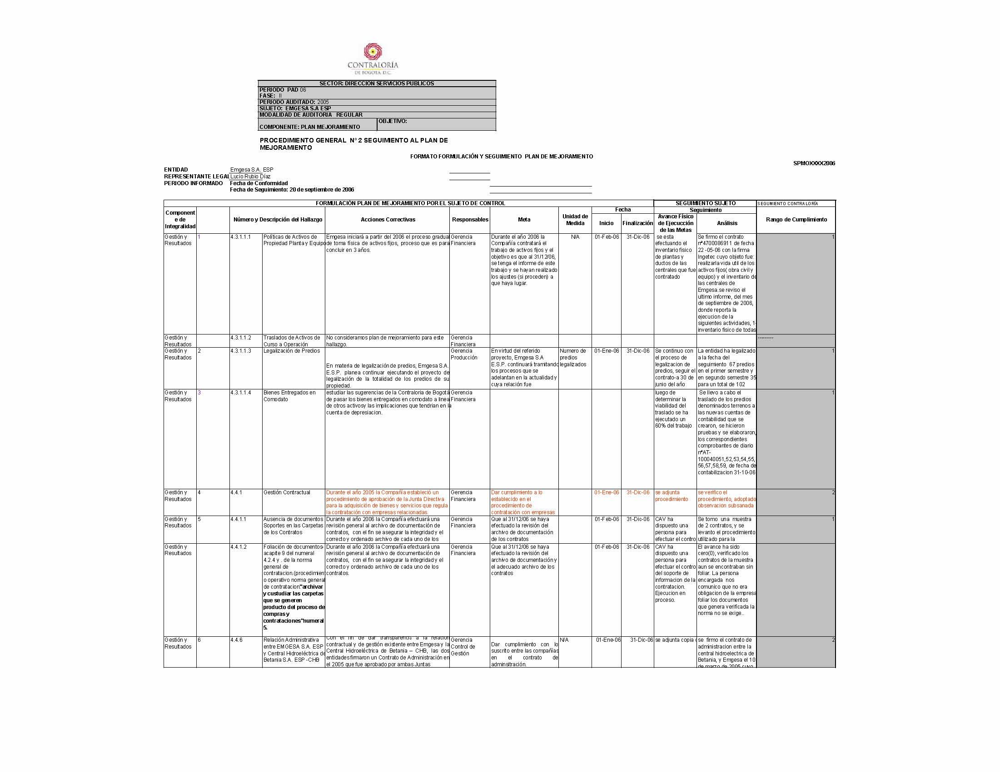 CONTRALORÍA
DE BOGOTÁ, D.C.
SECTOR: DIRECCION SERVICIOS PUBLICOS
PERIODO PAD 06
FASE: II
PERIODO AUDITADO: 2005
SUJETO: EMGESA S.A ESP
MODALIDAD DE AUDITORIA REGULAR
OBJETIVO:
COMPONENTE: PLAN MEJORAMIENTO
PROCEDIMIENTO GENERAL Nº 2 SEGUIMIENTO AL PLAN DE
MEJORAMIENTO
FORMATO FORMULACIÓN Y SEGUIMIENTO PLAN DE MEJORAMIENTO
SPMOXXXX2006
ENTIDAD Emgesa S.A. ESP
REPRESENTANTE LEGAL Lucio Rubio Díaz
PERIODO INFORMADO Fecha de Conformidad
Fecha de Seguimiento: 20 de septiembre de 2006
FORMULACIÓN PLAN DE MEJORAMIENTO POR EL SUJETO DE CONTROL
SEGUIMIENTO SUJETO
SEGUMIENTO CONTRALORÍA
Component
e de
Integralidad
Número y Descripción del Hallazgo
Acciones Correctivas
Responsables
Meta
Unidad de
Medida
Fecha
Inicio
Finalización
Seguimiento
Avance Físico
de Ejecucción
de las Metas
Análisis
Rango de Cumplimiento
Gestión y
Resultados
1
4.3.1.1.1
Políticas de Activos de
Propiedad Planta y Equipo
Emgesa iniciará a partir del 2006 el proceso gradual
de toma física de activos fijos, proceso que es para
concluir en 3 años.
Gerencia
Financiera
Durante el año 2006 la
Compañía contratará el
trabajo de activos fijos y el
objetivo es que al 31/12/06,
se tenga el informe de este
trabajo y se hayan realizado
los ajustes (si proceden) a
que haya lugar.
N/A
01-Feb-06
31-Dic-06
se esta
efectuando el
inventario fisico
de plantas y
ductos de las
centrales que fue
contratado
Se firmo el contrato
nº4700086911 de fecha
22 -05-06 con la firma
Ingetec cuyo objeto fue:
realizarla vida util de los
activos fijos( obra civil y
equipo) y el inventario de
las centrales de
Emgesa.se reviso el
ultimo informe, del mes
de septiembre de 2006,
donde reporta la
ejecucion de la
siguientes actividades, 1-
inventario fisico de todas
1
Gestión y
Resultados
4.3.1.1.2
Traslados de Activos de
Curso a Operación
No consideramos plan de mejoramiento para este
hallazgo.
Gerencia
Financiera
---------
Gestión y
Resultados
2
4.3.1.1.3
Legalización de Predios
En materia de legalización de predios, Emgesa S.A.
E.S.P. planea continuar ejecutando el proyecto de
legalización de la totalidad de los predios de su
propiedad.
Gerencia
Producción
En virtud del referido
proyecto, Emgesa S.A
E.S.P. continuará tramitando
los procesos que se
adelantan en la actualidad y
cuya relación fue
Numero de
predios
legalizados
01-Ene-06
31-Dic-06
Se continuo con
el proceso de
legalizacion de
predios, seguir el
contrato-a 30 de
junio del año
La entidad ha legalizado
a la fecha del
seguimiento 67 predios
en el primer semestre y
en segundo semestre 35
para un total de 102
1
Gestión y
Resultados
3
4.3.1.1.4
Bienes Entregados en
Comodato
estudiar las sugerencias de la Contraloria de Bogotà
de pasar los bienes entregados en comodato a linea
de otros activosy las implicaciones que tendrian en la
cuenta de depresiacion.
Gerencia
Financiera
luego de
determinar la
viabilidad del
traslado se ha
ejecutado un
60% del trabajo
Se llevo a cabo el
traslado de los predios
denominados terrenos a
las nuevas cuentas de
contabilidad que se
crearon, se hicieron
pruebas y se elaboraron,
los correspondientes
comprobantes de diario
nºAT-
100040051,52,53,54,55,
56,57,58,59, de fecha de
contabilizacion 31-10-06
1
Gestión y
Resultados
4
4.4.1
Gestión Contractual
Durante el año 2005 la Compañía estableció un
procedimiento de aprobación de la Junta Directiva
para la adquisición de bienes y servicios que regula
la contratación con empresas relacionadas.
Gerencia
Financiera
Dar cumplimiento a lo
establecido en el
procedimiento de
contratación con empresas
01-Ene-06
31-Dic-06
se adjunta
procedimiento
se verifico el
procedimiento, adoptado
observacion subsanada
2
Gestión y
Resultados
5
4.4.1.1
Ausencia de documentos
Soportes en las Carpetas
de los Contratos
Durante el año 2006 la Compañía efectuará una
revisión general al archivo de documentación de
contratos, con el fin se asegurar la integridad y el
correcto y ordenado archivo de cada uno de los
Gerencia
Financiera
Que al 31/12/06 se haya
efectuado la revisión del
archivo de documentación
de los contratos
01-Feb-06
31-Dic-06
CAV ha
dispuesto una
persona para
efectuar el contro
Se tomo una muestra
de 2 contratos, y se
levanto el procedimiento
utilizado para la
1
Gestión y
Resultados
4.4.1.2
Foliación de documentos-
acapite 9 del numeral
4.2.4 y . de la norma
general de
contratacion.(procedimient
o operativo norma general
de contratacion."archivar
y custudiar las carpetas
que se generen
producto del proceso de
compras y
contrataciones"numeral
5.
Durante el año 2006 la Compañía efectuará una
revisión general al archivo de documentación de
contratos, con el fin se asegurar la integridad y el
correcto y ordenado archivo de cada uno de los
contratos.
Gerencia
Financiera
Que al 31/12/06 se haya
efectuado la revisión del
archivo de documentación y
el adecuado archivo de los
contratos
01-Feb-06
31-Dic-06
CAV ha
dispuesto una
persona para
efectuar el contro
del soporte de
informacion de la
contratacion.
Ejecucion en
proceso.
El avance ha sido
cero(0), verificado los
contratos de la muestra
aun se encontraban sin
foliar. La persona
encargada nos
comunico que no era
obligacion de la empresa
foliar los documentos
que genera verificada la
norma no se exige..
Gestión y
Resultados
6
4.4.6
Relación Administrativa
entre EMGESA S.A. ESP
y Central Hidroeléctrica de
Betania S.A. ESP -CHB
Con el fin de dar transparencia a la relación
contractual y de gestión existente entre Emgesa y la
Central Hidroeléctrica de Betania – CHB, las dos
entidades firmaron un Contrato de Administración en
el 2005 que fue aprobado por ambas Juntas
Gerencia
Control de
Gestión
Dar cumplimiento con lo
suscrito entre las compañías
en el contrato de
adminsitración.
N/A
01-Ene-06
31-Dic-06
se adjunta copia
se firmo el contrato de
administracion entre la
central hidroelectrica de
Betania, y Emgesa el 10
de marzo de 2005 cuyo
2